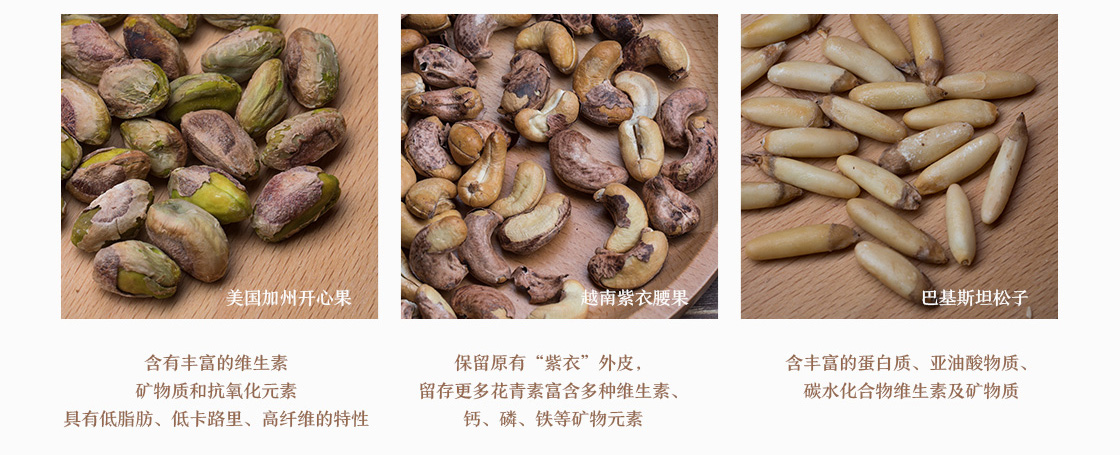 美国加州开心果
越南紫衣腰果
巴基斯坦松子
含有丰富的维生素
矿物质和抗氧化元素
具有低脂肪、低卡路里、高纤维的特性
保留原有“紫衣”外皮,
留存更多花青素富含多种维生素、
钙、磷、铁等矿物元素
含丰富的蛋白质、亚油酸物质、
碳水化合物维生素及矿物质